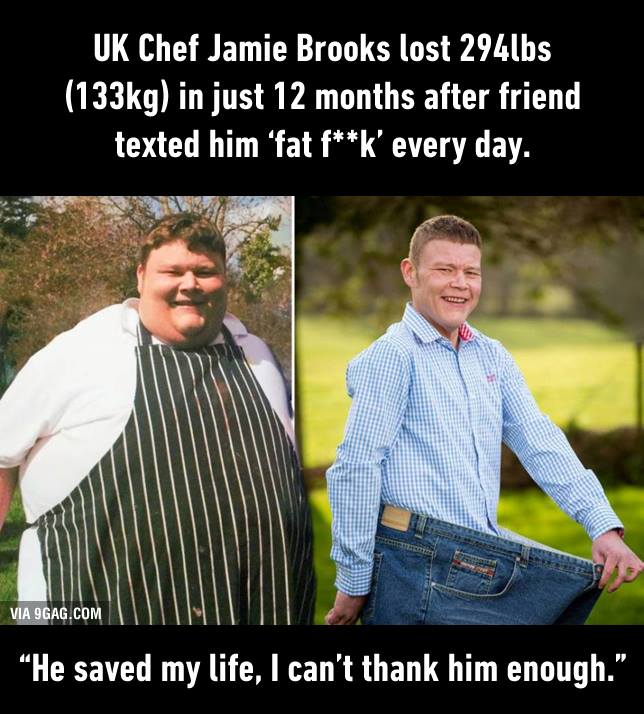 UK Chef Jamie Brooks lost 294lbs
(133kg) in just 12 months after friend
texted him ‘fat f**k’ every day.
VIA 9GAG.COM
“He saved my life, I can’t thank him enough.”